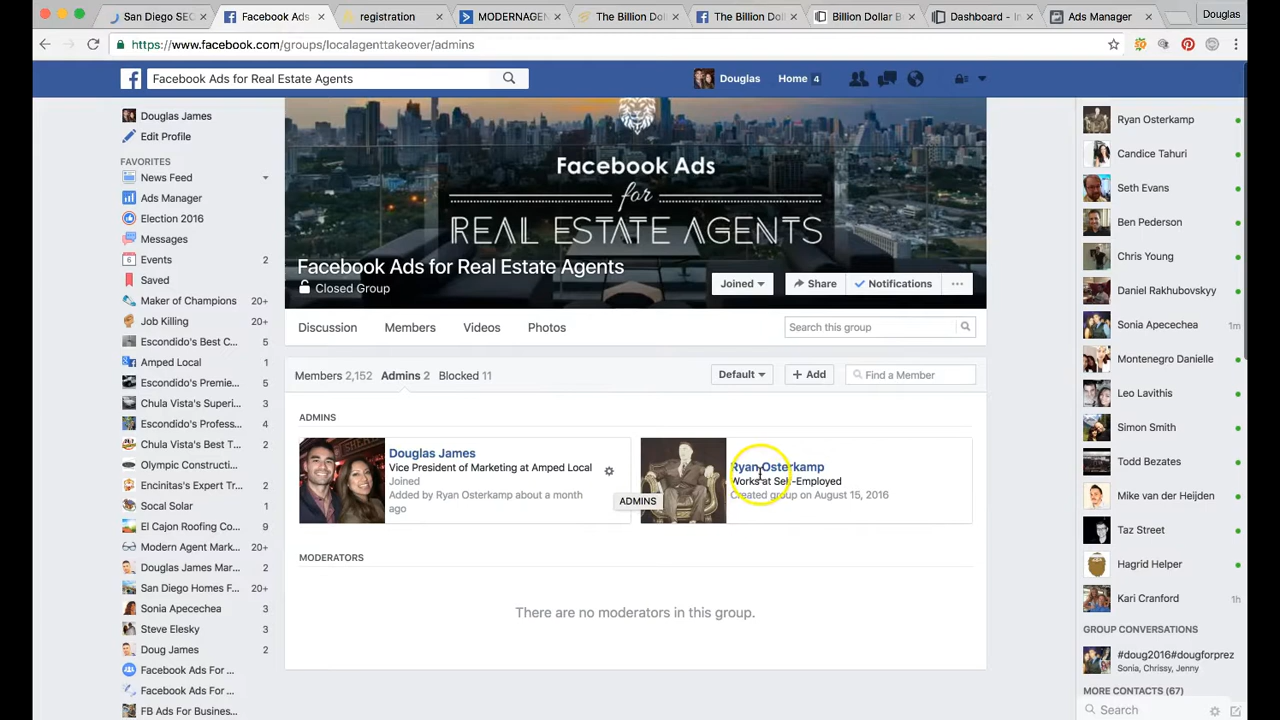 San Diego SEC
Facebook Ads
registration
MODERNAGEN
The Billion Doll
The Billion Doll
Billion Dollar B
Dashboard - In
Ads Manager
Douglas
https://www.facebook.com/groups/localagenttakeover/admins
Facebook Ads for Real Estate Agents
Douglas
Home 4
Douglas James
Edit Profile
FAVORITES
News Feed
Ads Manager
Election 2016
Messages
Events 2
Saved
Maker of Champions 20+
Job Killing 20+
Escondido's Best C... 5
Amped Local 1
Escondido's Premie... 5
Chula Vista's Superi... 3
Escondido's Profess... 4
Chula Vista's Best T... 2
Olympic Constructi...
Encinitas's Expert Tr...
Socal Solar
El Cajon Roofing Co...
Modern Agent Mark... 20+
Douglas James Mar...
San Diego Homes F... 20+
Sonia Apecechea 3
Steve Elesky 3
Doug James 2
Facebook Ads For ...
Facebook Ads For ...
FB Ads For Busines...
Facebook Ads
for
REAL ESTATE AGENTS
Facebook Ads for Real Estate Agents
Closed Group
Joined
Share
Notifications
Discussion
Members
Videos
Photos
Search this group
Members 2,152
Admins 2
Blocked 11
Default
+ Add
Find a Member
ADMINS
Douglas James
Vice President of Marketing at Amped Local
Joined
Added by Ryan Osterkamp about a month
ago
ADMINS
Ryan Osterkamp
Works at Self-Employed
Created group on August 15, 2016
MODERATORS
There are no moderators in this group.
Ryan Osterkamp
Candice Tahuri
Seth Evans
Ben Pederson
Chris Young
Daniel Rakhubovskyy
Sonia Apecechea 1m
Montenegro Danielle
Leo Lavithis
Simon Smith
Todd Bezates
Mike van der Heijden
Taz Street
Hagrid Helper
Kari Cranford 1h
GROUP CONVERSATIONS
#doug2016#dougforprez
Sonia, Chrissy, Jenny
MORE CONTACTS (67)
Search